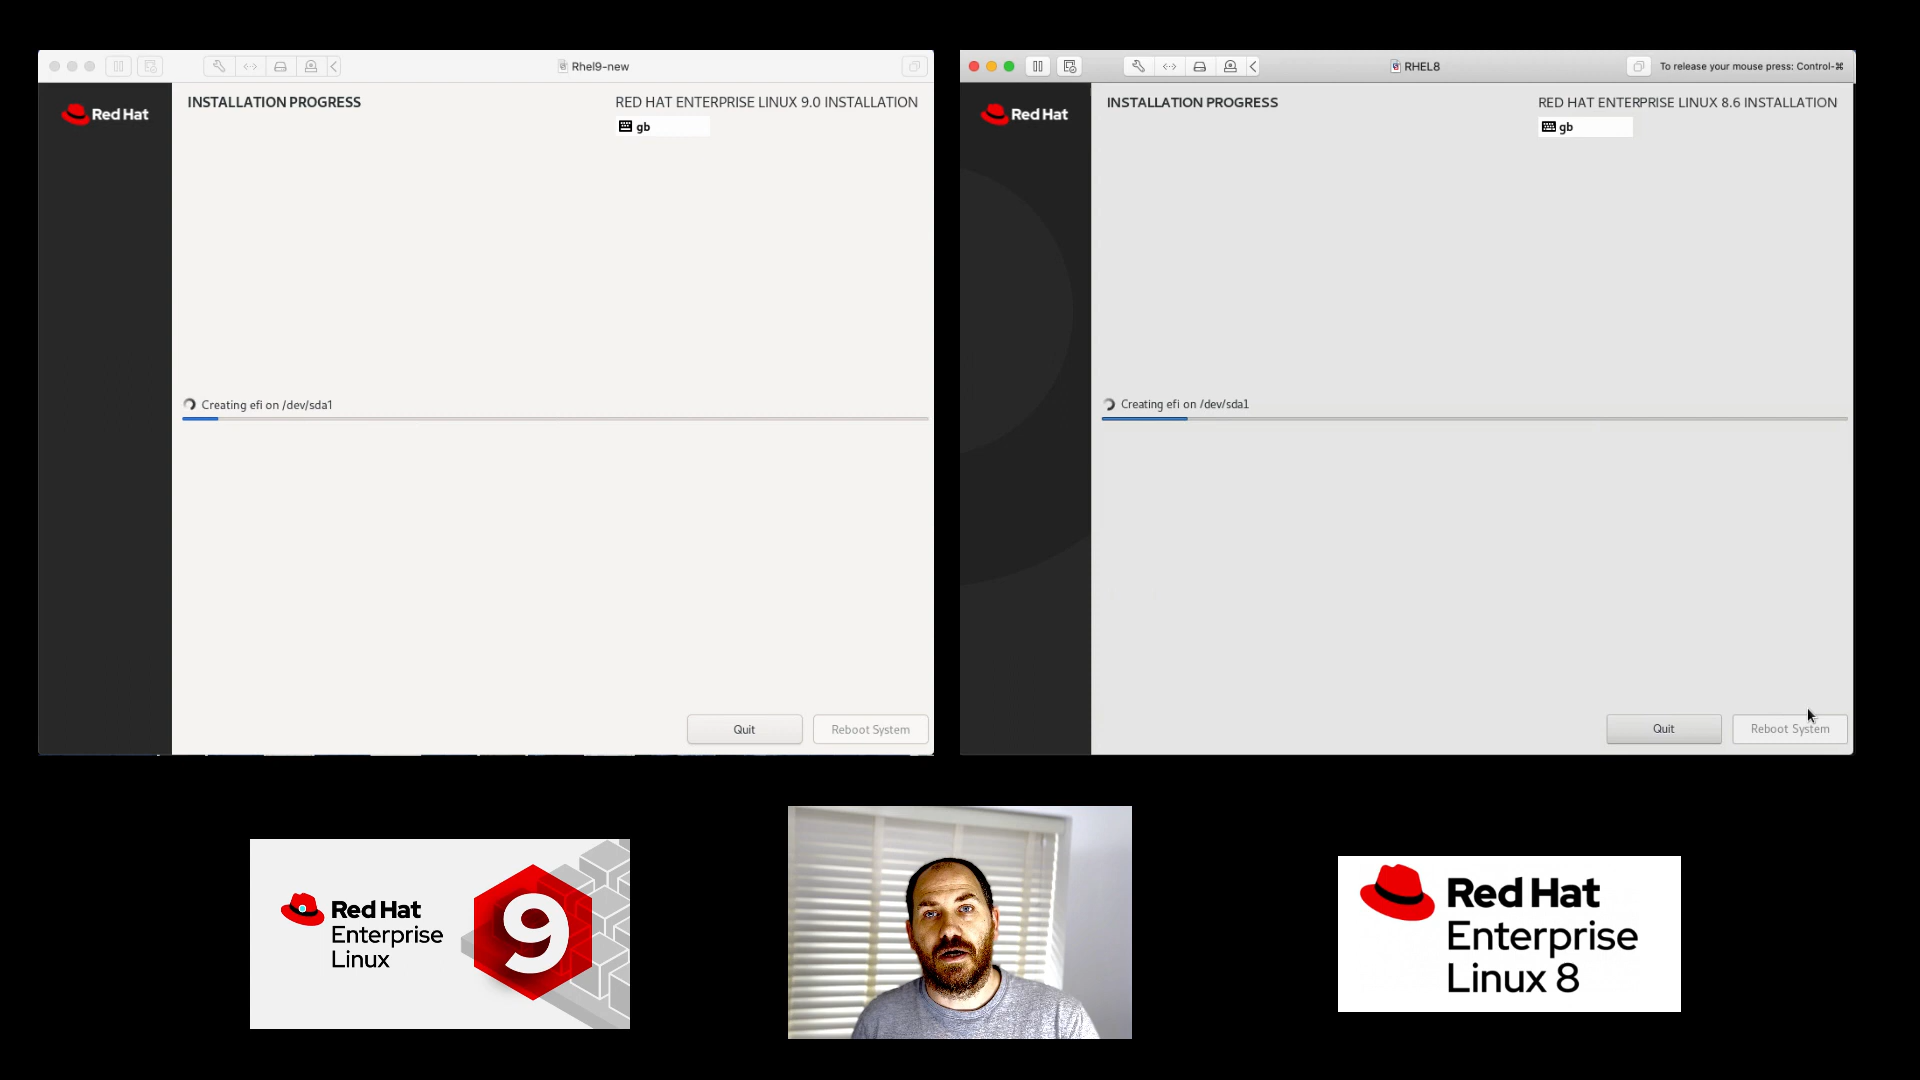 Rhel9-new
Red Hat
INSTALLATION PROGRESS
RED HAT ENTERPRISE LINUX 9.0 INSTALLATION
gb
Creating efi on /dev/sda1
Quit
Reboot System
RHEL8
To release your mouse press: Control-⌘
Red Hat
INSTALLATION PROGRESS
RED HAT ENTERPRISE LINUX 8.6 INSTALLATION
gb
Creating efi on /dev/sda1
Quit
Reboot System
Red Hat
Enterprise
Linux
9
Red Hat
Enterprise
Linux 8